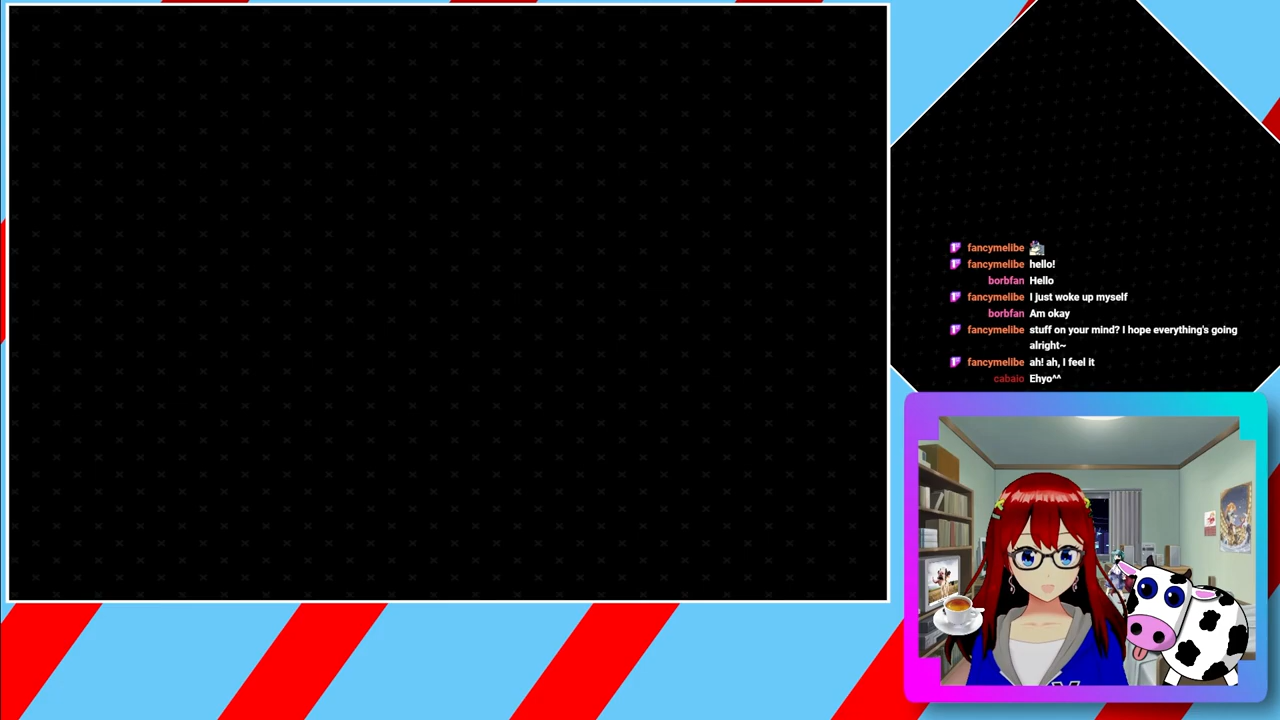 fancymelibe
fancymelibe hello!
borbfan Hello
fancymelibe I just woke up myself
borbfan Am okay
fancymelibe stuff on your mind? I hope everything's going
alright~
fancymelibe ah! ah, I feel it
cabaio Ehyo^^